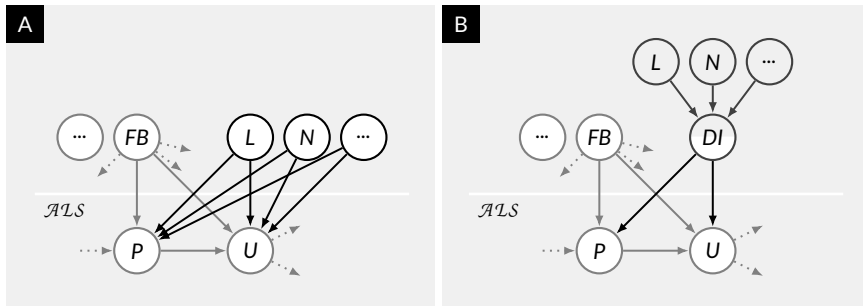 A
... FB L N ...
𝒜ℒ𝒮
P U
B
L N ...
... FB DI
𝒜ℒ𝒮
P U